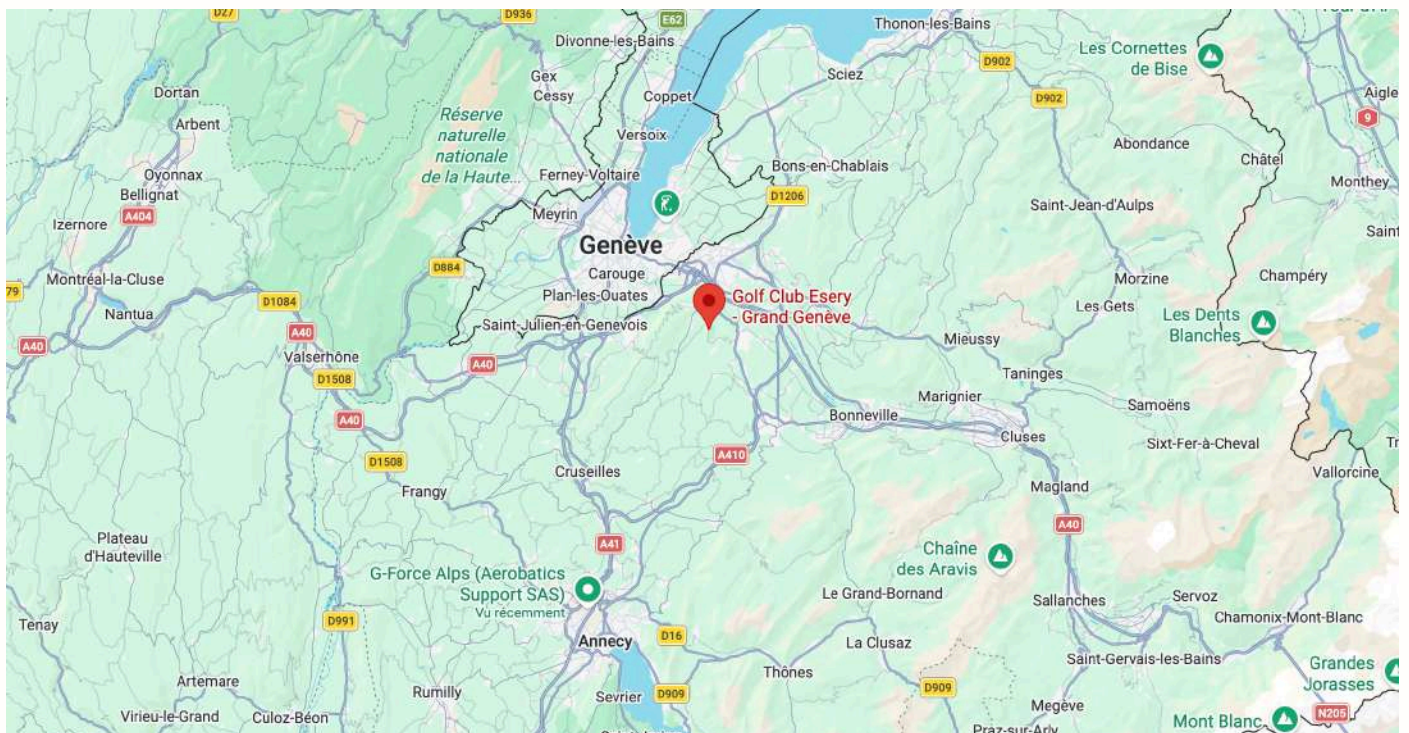 D27
D936
E62
Thonon-les-Bains
Divonne-les-Bains
Les Cornettes
de Bise
D902
Sciez
Gex
Cessy
Coppet
Dortan
D902
Aigle
9
Arbent
Réserve
naturelle
nationale
de la Haute...
Versoix
Abondance
Châtel
Bons-en-Chablais
Oyonnax
Ferney-Voltaire
Monthey
Bellignat
D1206
Saint-Jean-d'Aulps
Meyrin
A404
Izernore
Saint
Genève
D884
Carouge
Montréal-la-Cluse
Morzine
Champéry
79
Plan-les-Ouates
D1084
Golf Club Esery
- Grand Genève
Les Gets
Nantua
Les Dents
Blanches
Saint-Julien-en-Genevois
A40
A40
Mieussy
Valserhône
A40
Taninges
D1508
Marignier
Samoëns
A40
Bonneville
Cluses
Sixt-Fer-à-Cheval
A410
D1508
Cruseilles
Vallorcine
Frangy
Magland
A40
Plateau
d'Hauteville
A41
Chaîne
des Aravis
G-Force Alps (Aerobatics
Support SAS)
Vu récemment
Le Grand-Bornand
Sallanches
Servoz
Tenay
D991
Chamonix-Mont-Blanc
Annecy
D16
La Clusaz
Saint-Gervais-les-Bains
Thônes
Grandes
Jorasses
Artemare
Rumilly
Sevrier
D909
D909
Megève
Virieu-le-Grand
Culoz-Béon
N205
Mont Blanc
Praz-sur-Arly